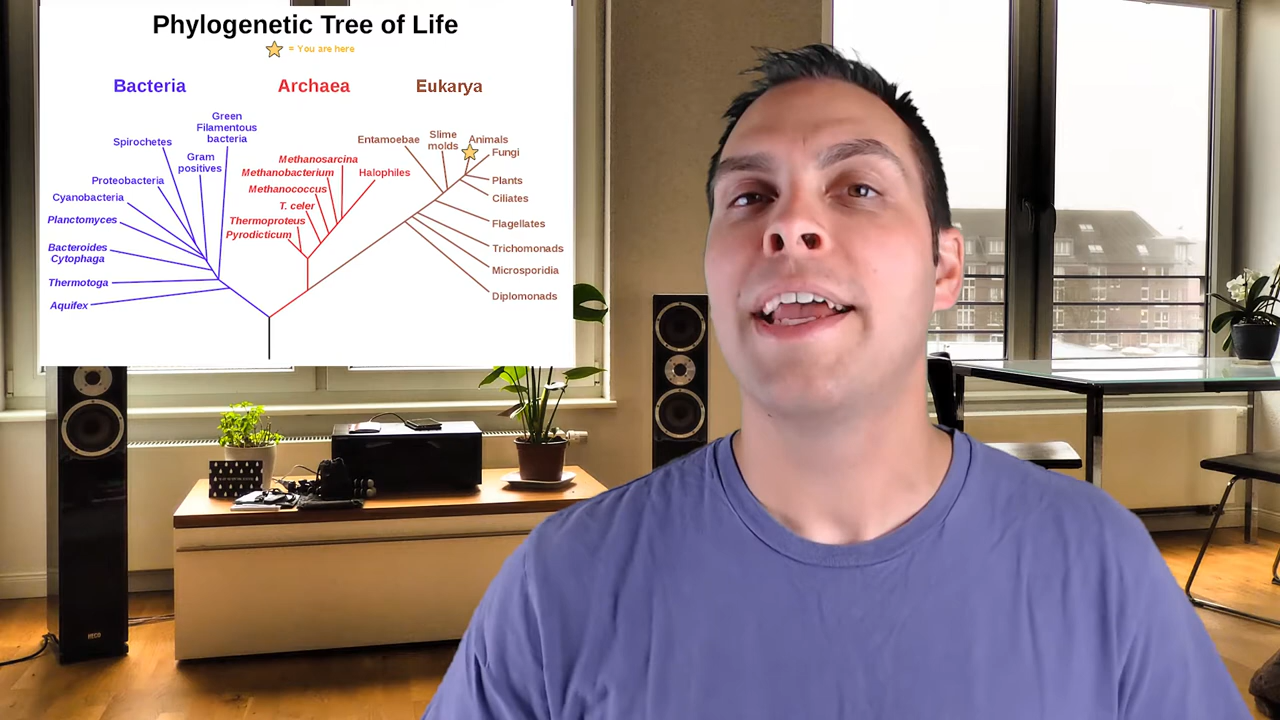 Phylogenetic Tree of Life
= You are here
Bacteria
Archaea
Eukarya
Green
Filamentous
bacteria
Spirochetes
Gram
positives
Proteobacteria
Cyanobacteria
Planctomyces
Bacteroides
Cytophaga
Thermotoga
Aquifex
Methanosarcina
Methanobacterium
Halophiles
Methanococcus
T. celer
Thermoproteus
Pyrodicticum
Entamoebae
Slime
molds
Animals
Fungi
Plants
Ciliates
Flagellates
Trichomonads
Microsporidia
Diplomonads